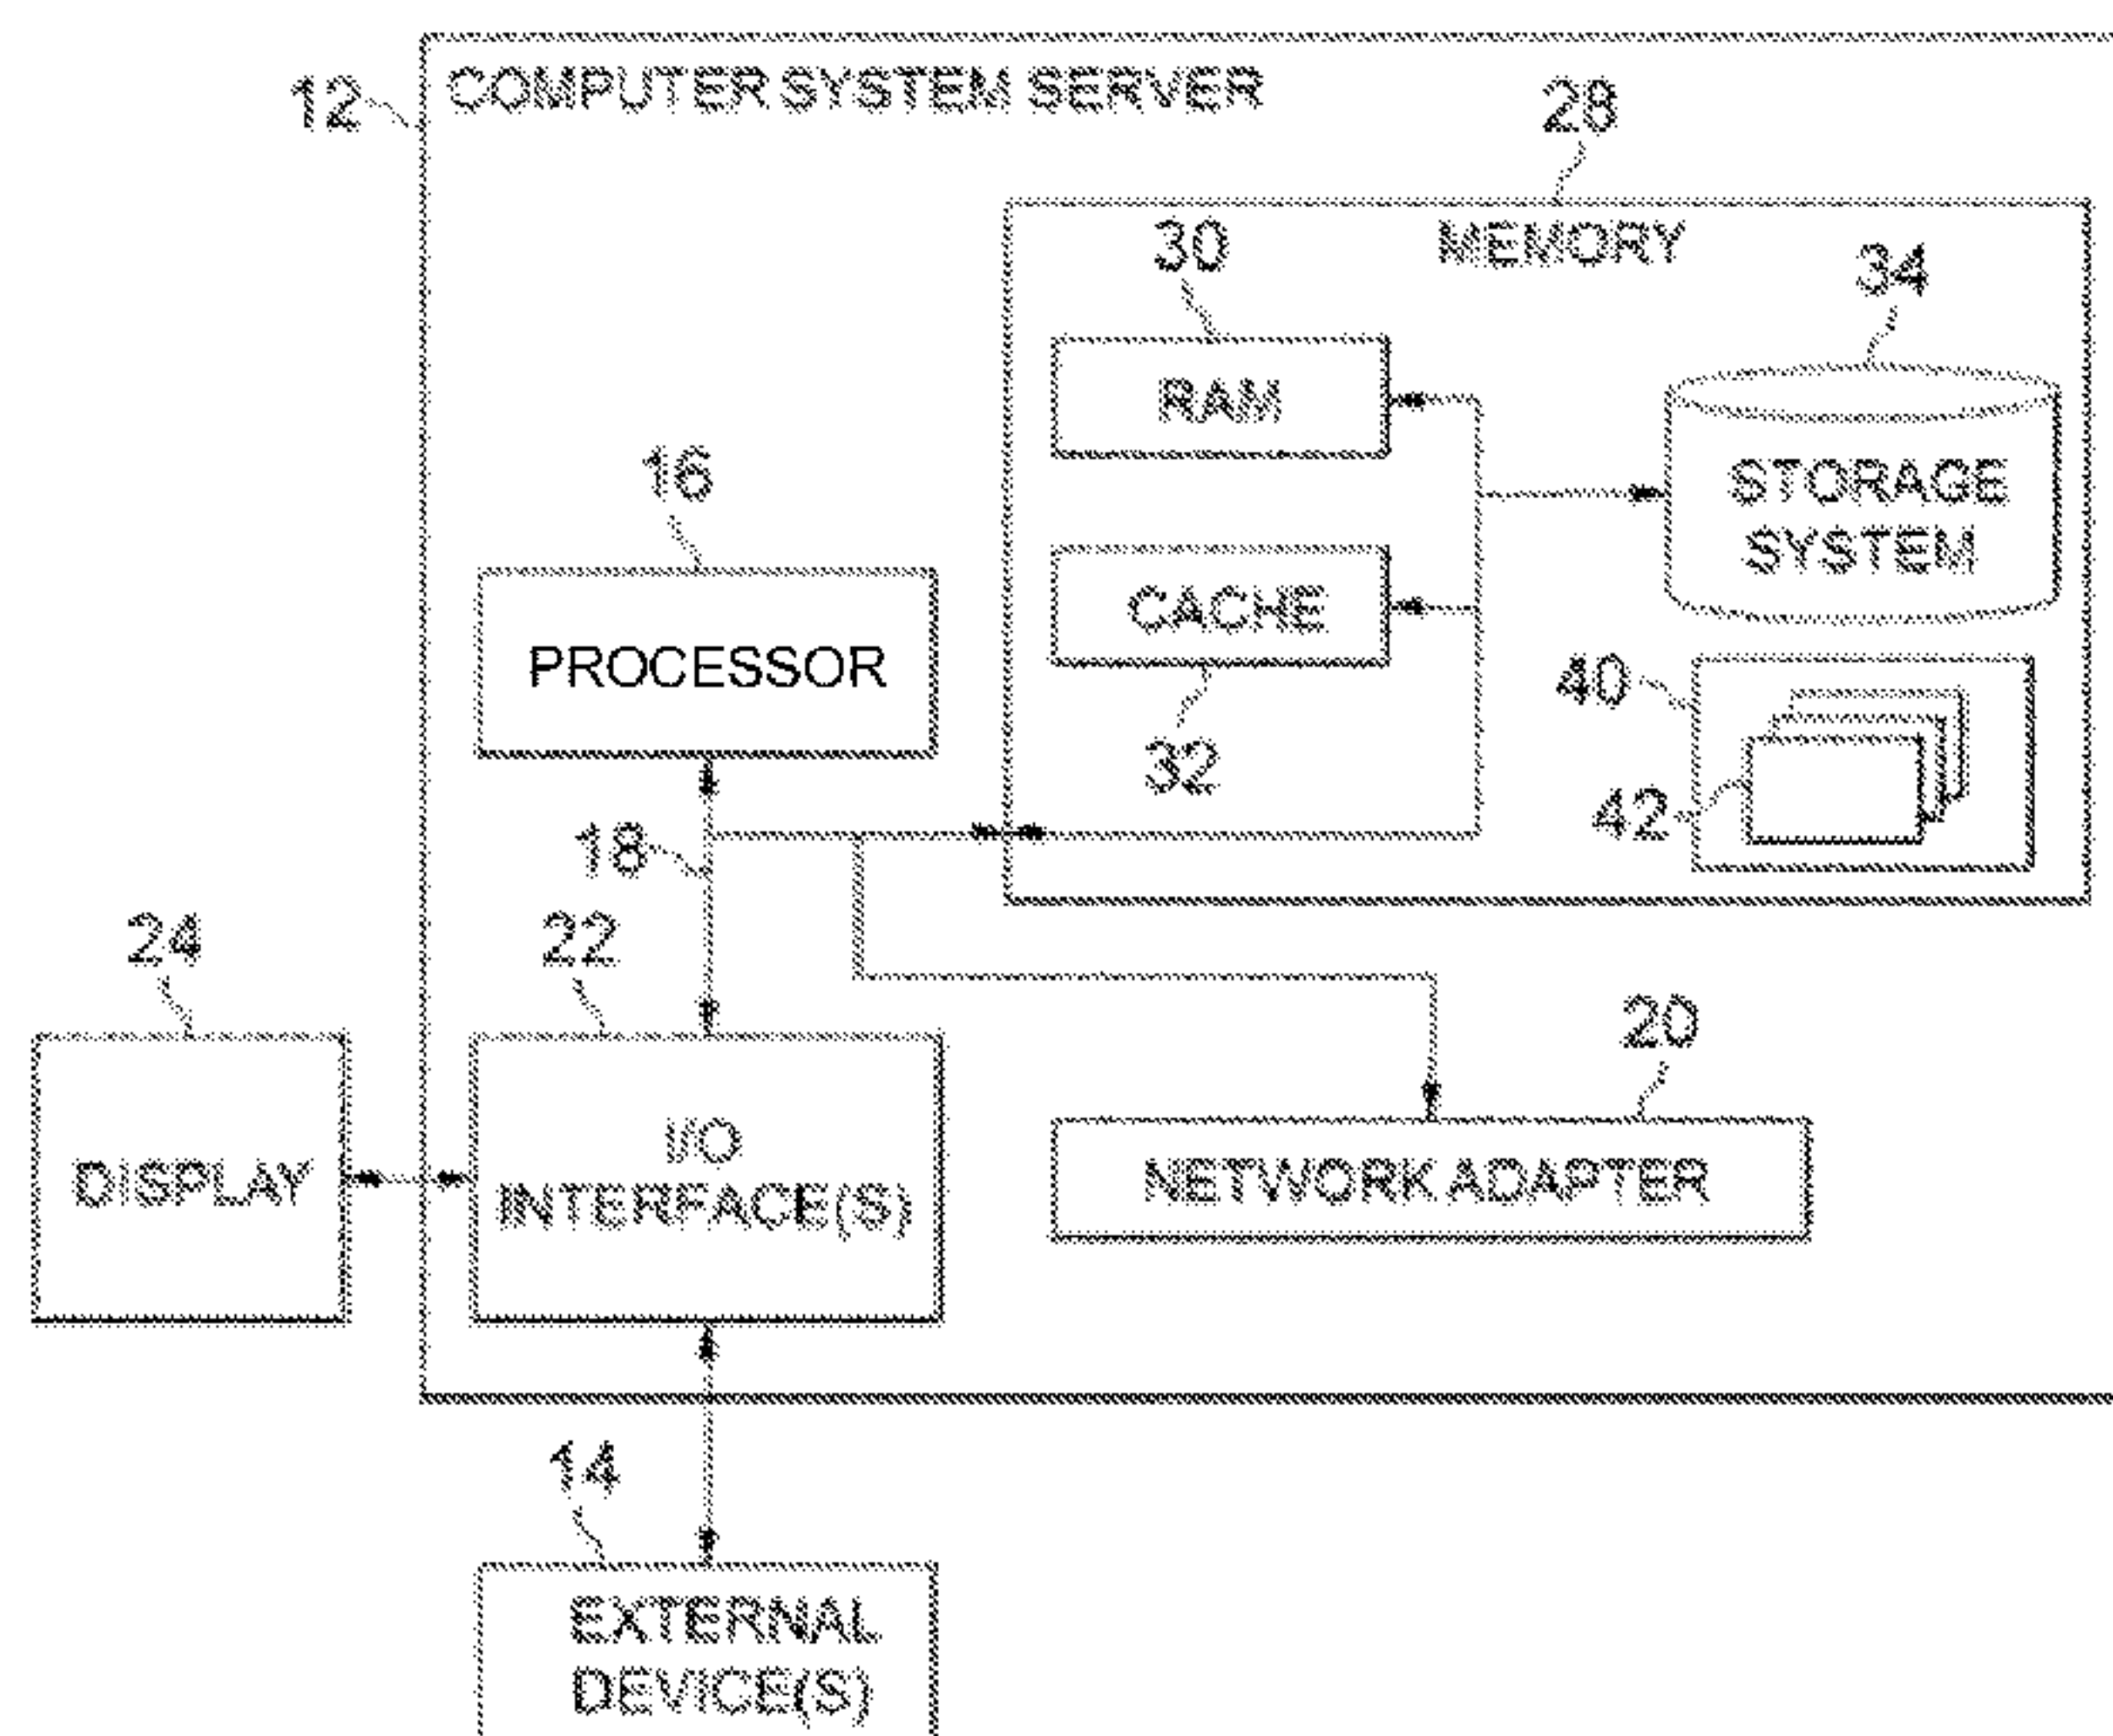 12
COMPUTER SYSTEM SERVER
28
MEMORY
30
34
RAM
STORAGE
SYSTEM
16
PROCESSOR
CACHE
32
40
42
18
24
22
20
DISPLAY
I/O
INTERFACE(S)
NETWORK ADAPTER
14
EXTERNAL
DEVICE(S)